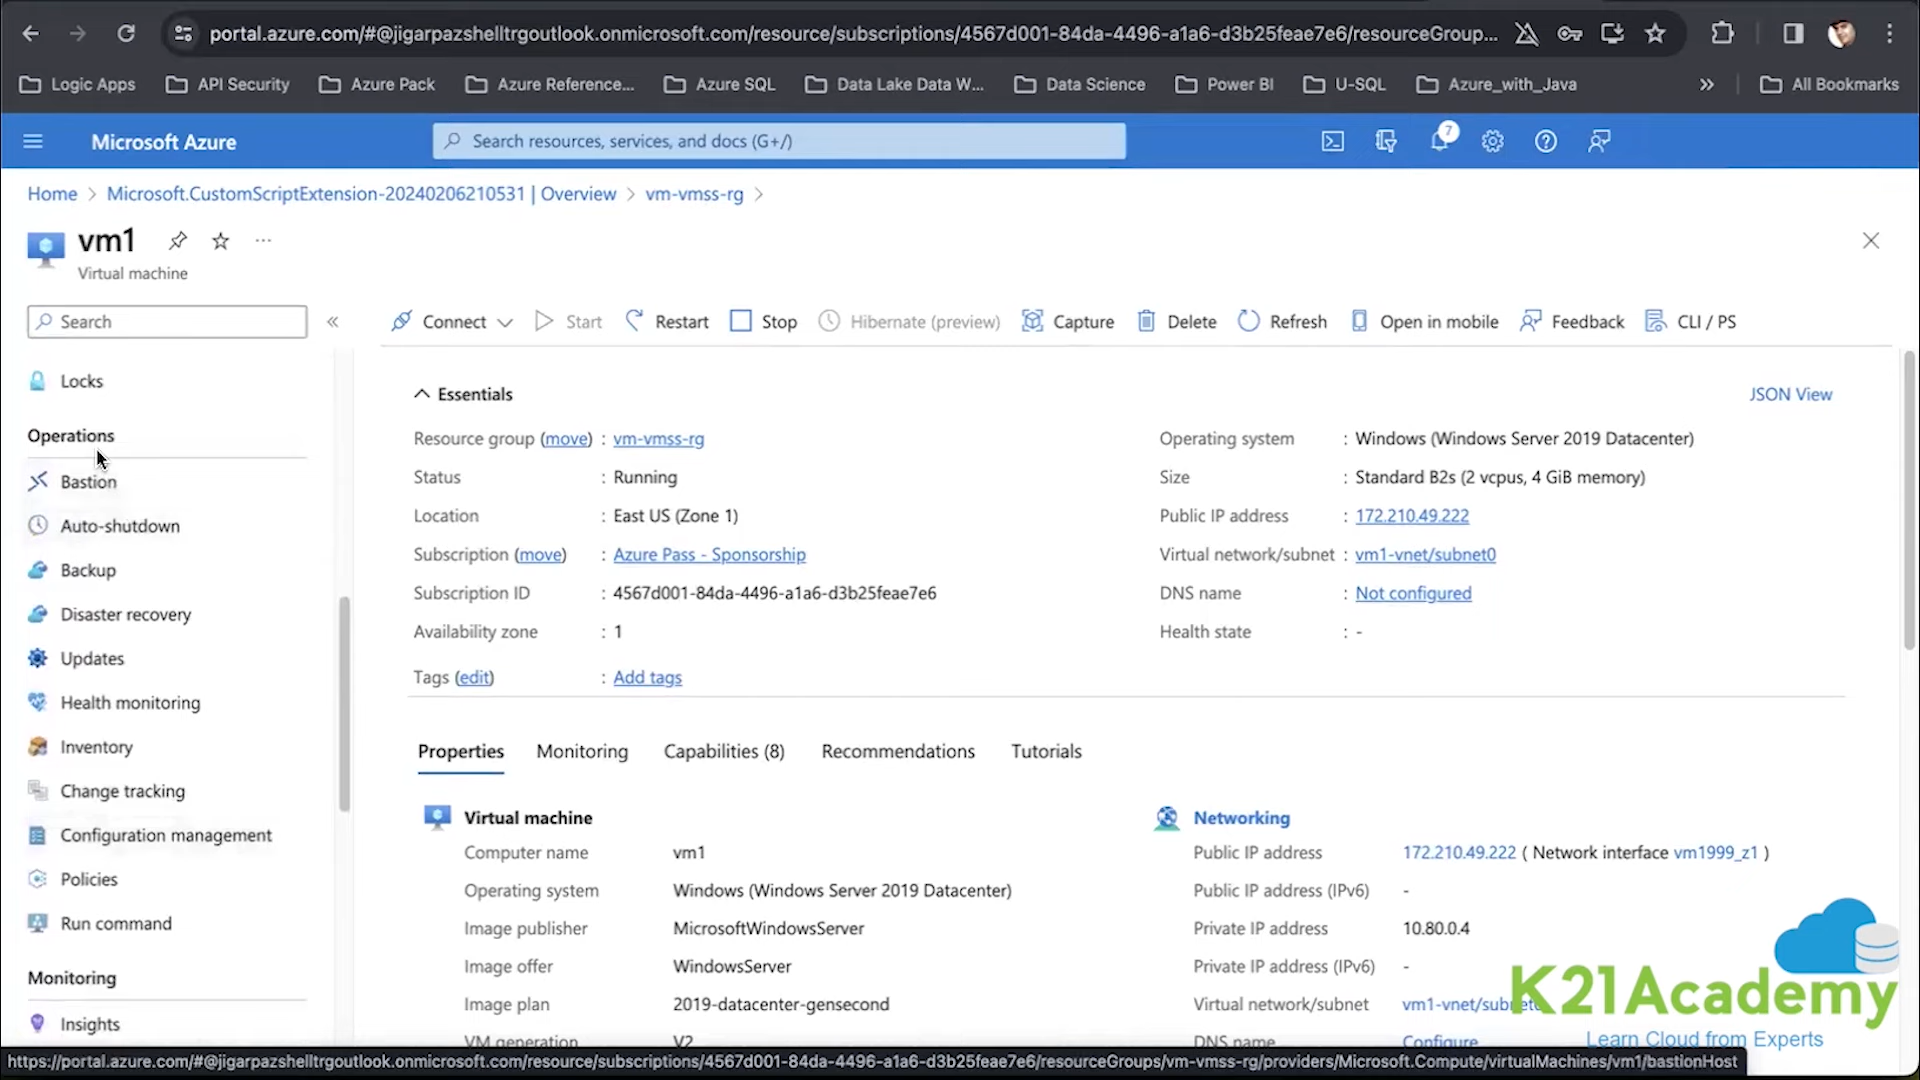 portal.azure.com/#@jigarpazshelltrgoutlook.onmicrosoft.com/resource/subscriptions/4567d001-84da-4496-a1a6-d3b25feae7e6/resourceGroup...
Logic Apps API Security Azure Pack Azure Reference... Azure SQL Data Lake Data W... Data Science Power BI U-SQL Azure_with_Java » All Bookmarks
Microsoft Azure Search resources, services, and docs (G+/) 7
Home > Microsoft.CustomScriptExtension-20240206210531 | Overview > vm-vmss-rg >
vm1 ...
Virtual machine
Search «
Connect Start Restart Stop Hibernate (preview) Capture Delete Refresh Open in mobile Feedback CLI / PS
Locks
Operations
Bastion
Auto-shutdown
Backup
Disaster recovery
Updates
Health monitoring
Inventory
Change tracking
Configuration management
Policies
Run command
Monitoring
Insights
Essentials JSON View
Resource group (move) : vm-vmss-rg
Status : Running
Location : East US (Zone 1)
Subscription (move) : Azure Pass - Sponsorship
Subscription ID : 4567d001-84da-4496-a1a6-d3b25feae7e6
Availability zone : 1
Tags (edit) : Add tags
Operating system : Windows (Windows Server 2019 Datacenter)
Size : Standard B2s (2 vcpus, 4 GiB memory)
Public IP address : 172.210.49.222
Virtual network/subnet : vm1-vnet/subnet0
DNS name : Not configured
Health state : -
Properties Monitoring Capabilities (8) Recommendations Tutorials
Virtual machine
Computer name vm1
Operating system Windows (Windows Server 2019 Datacenter)
Image publisher MicrosoftWindowsServer
Image offer WindowsServer
Image plan 2019-datacenter-gensecond
VM generation V2
Networking
Public IP address 172.210.49.222 ( Network interface vm1999_z1 )
Public IP address (IPv6) -
Private IP address 10.80.0.4
Private IP address (IPv6) -
Virtual network/subnet
DNS name Configure
K21Academy
Learn Cloud from Experts
https://portal.azure.com/#@jigarpazshelltrgoutlook.onmicrosoft.com/resource/subscriptions/4567d001-84da-4496-a1a6-d3b25feae7e6/resourceGroups/vm-vmss-rg/providers/Microsoft.Compute/virtualMachines/vm1/bastionHost